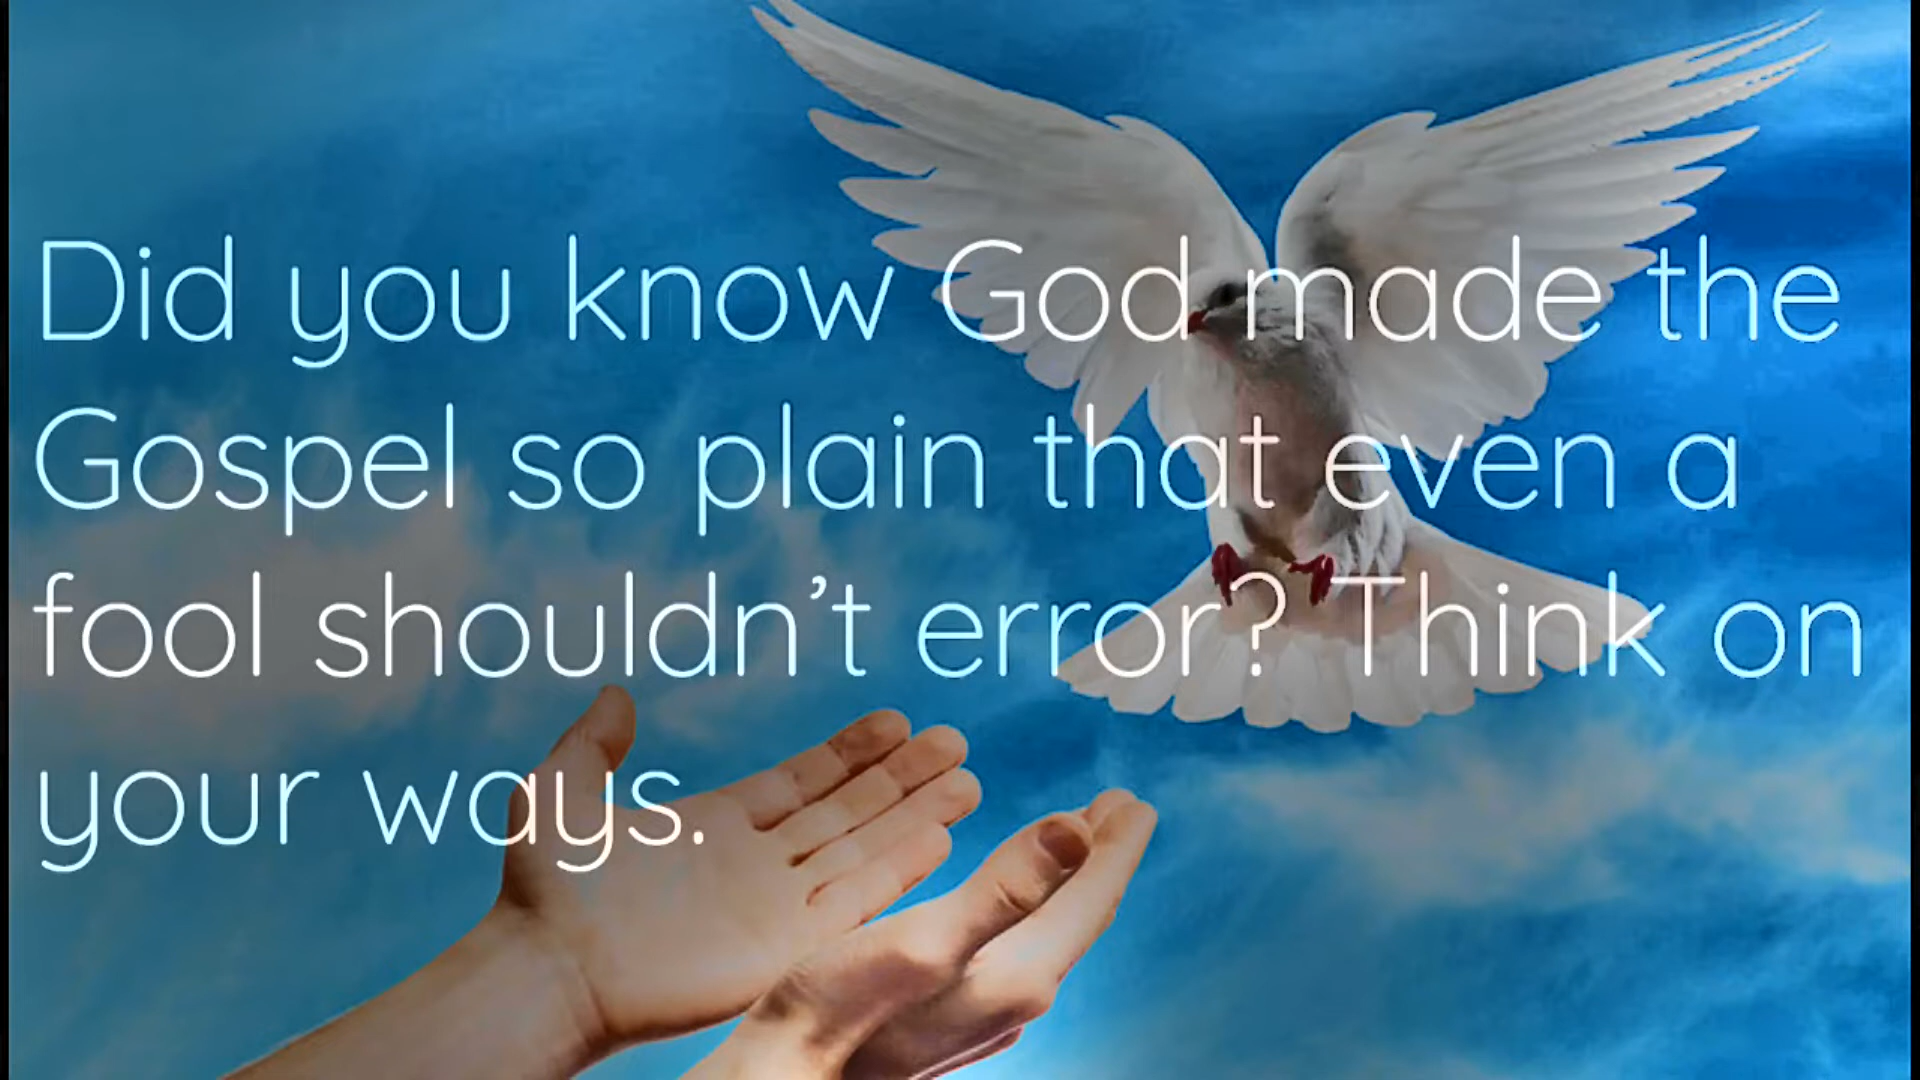 Did you know God made the
Gospel so plain that even a
fool shouldn’t error? Think on
your ways.